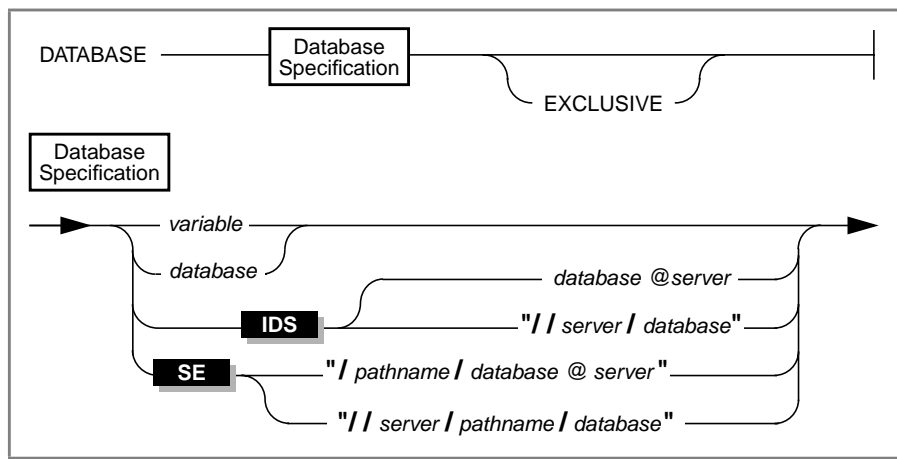 DATABASE
Database
Specification
EXCLUSIVE
Database
Specification
variable
database
database @server
IDS
"/ / server / database"
SE
"/ pathname / database @ server "
"/ / server / pathname / database"